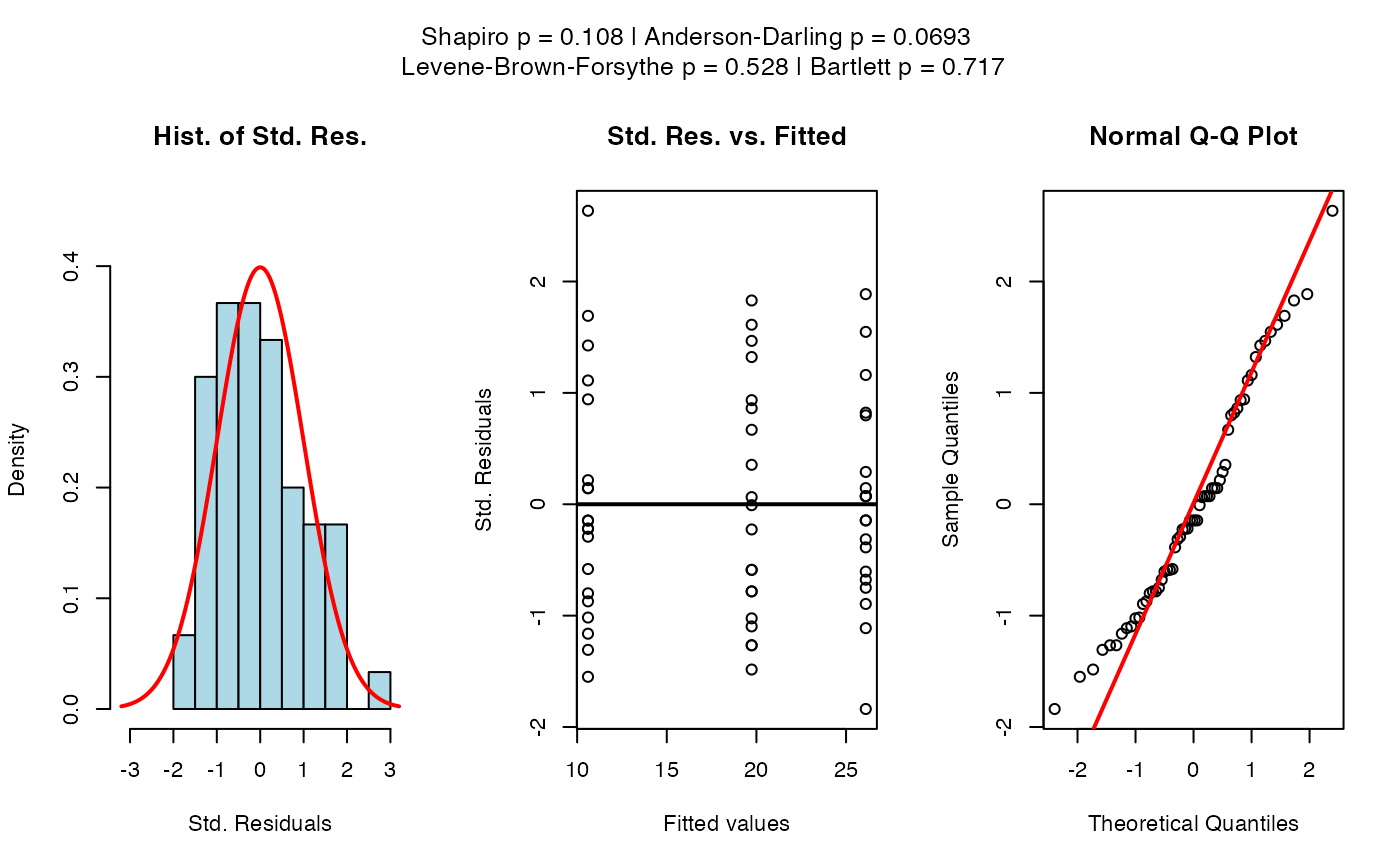 Shapiro p = 0.108 | Anderson-Darling p = 0.0693
Levene-Brown-Forsythe p = 0.528 | Bartlett p = 0.717
Hist. of Std. Res.
Density
0.0 0.1 0.2 0.3 0.4
-3 -2 -1 0 1 2 3
Std. Residuals
Std. Res. vs. Fitted
Std. Residuals
-2 -1 0 1 2
10 15 20 25
Fitted values
Normal Q-Q Plot
Sample Quantiles
-2 -1 0 1 2
-2 -1 0 1 2
Theoretical Quantiles